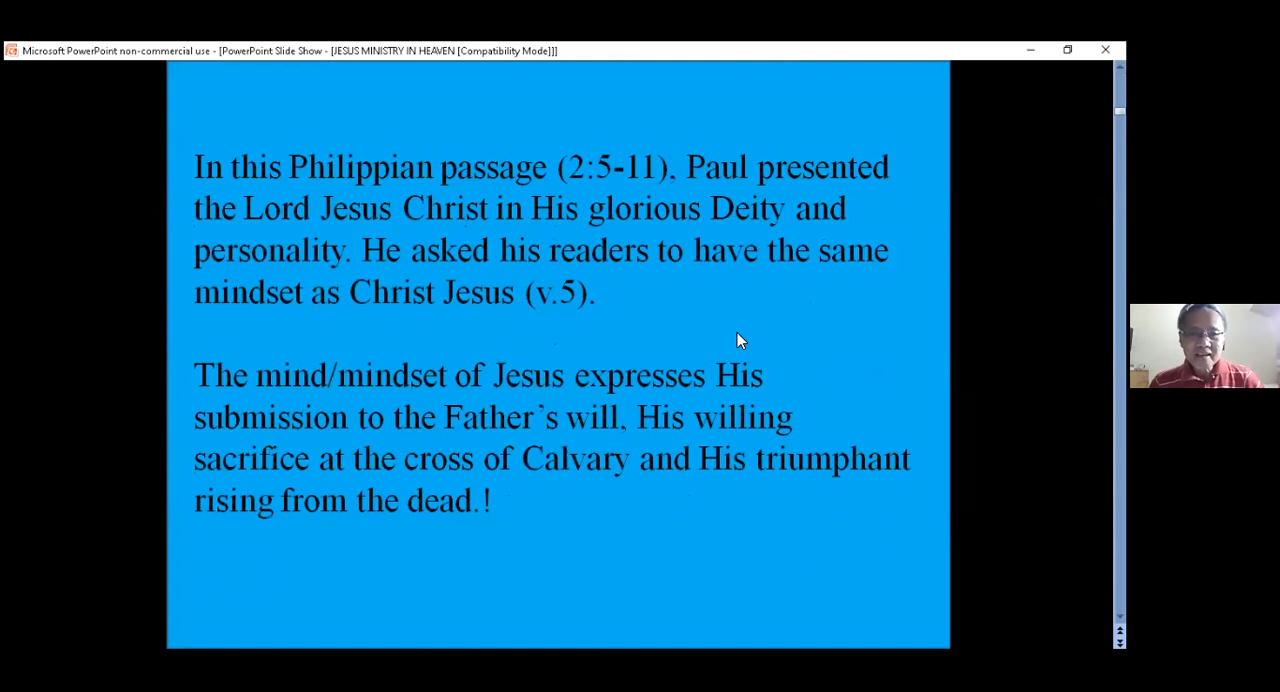 Microsoft PowerPoint non-commercial use - [PowerPoint Slide Show - [JESUS MINISTRY IN HEAVEN [Compatibility Mode]]]
In this Philippian passage (2:5-11), Paul presented
the Lord Jesus Christ in His glorious Deity and
personality. He asked his readers to have the same
mindset as Christ Jesus (v.5).
The mind/mindset of Jesus expresses His
submission to the Father's will, His willing
sacrifice at the cross of Calvary and His triumphant
rising from the dead.!